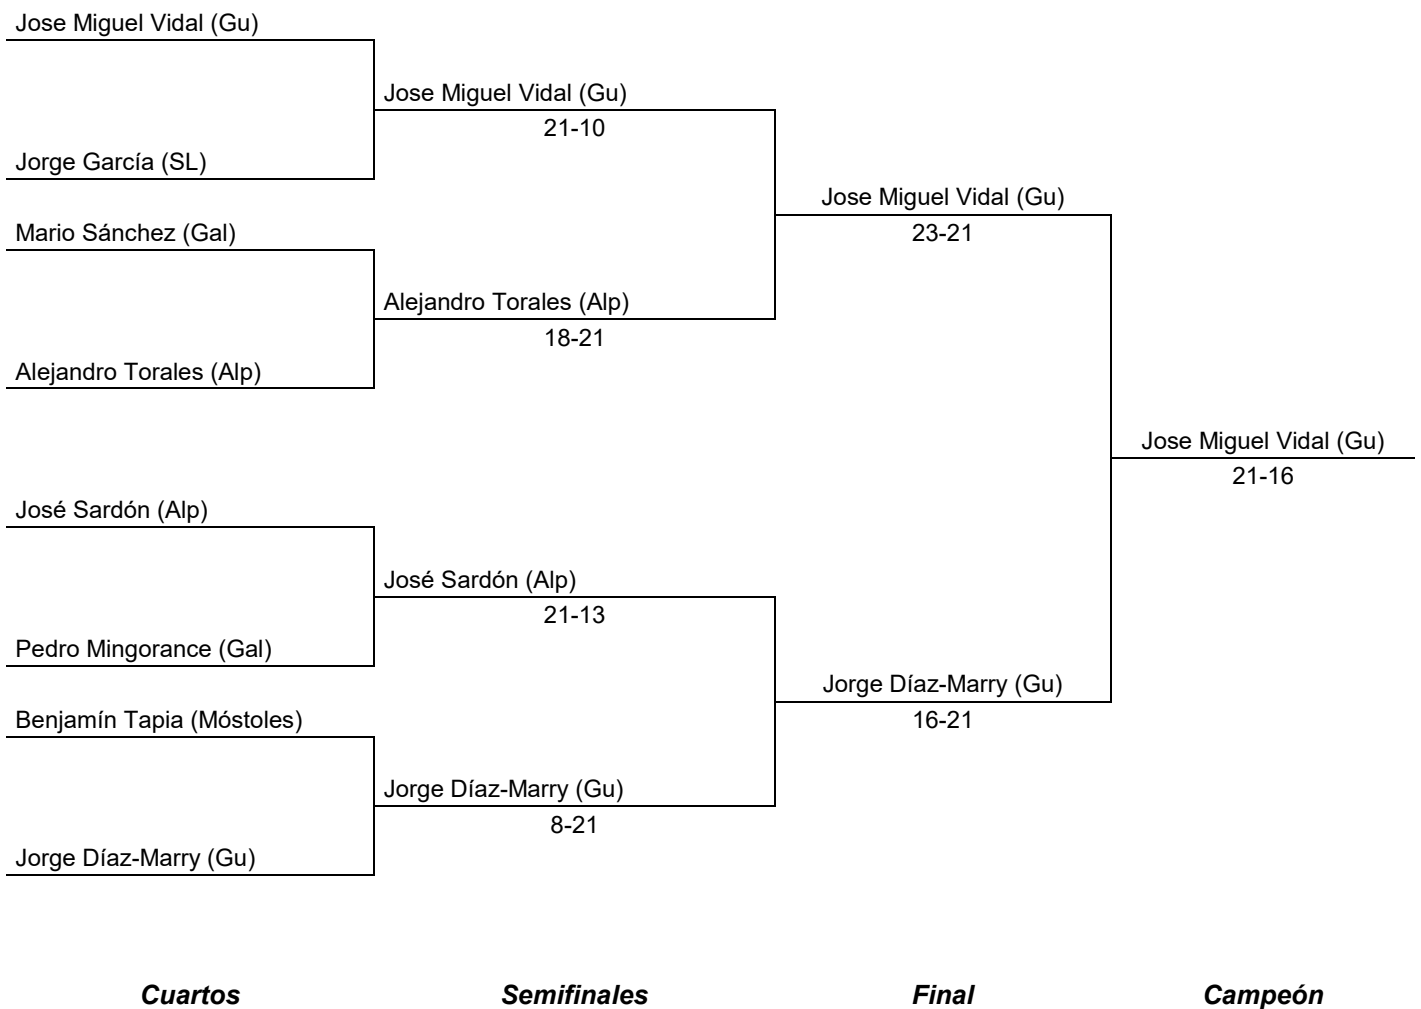 Jose Miguel Vidal (Gu)
Jose Miguel Vidal (Gu)
21-10
Jorge García (SL)
Jose Miguel Vidal (Gu)
23-21
Mario Sánchez (Gal)
Alejandro Torales (Alp)
18-21
Alejandro Torales (Alp)
Jose Miguel Vidal (Gu)
21-16
José Sardón (Alp)
José Sardón (Alp)
21-13
Pedro Mingorance (Gal)
Jorge Díaz-Marry (Gu)
16-21
Benjamín Tapia (Móstoles)
Jorge Díaz-Marry (Gu)
8-21
Jorge Díaz-Marry (Gu)
Cuartos Semifinales Final Campeón